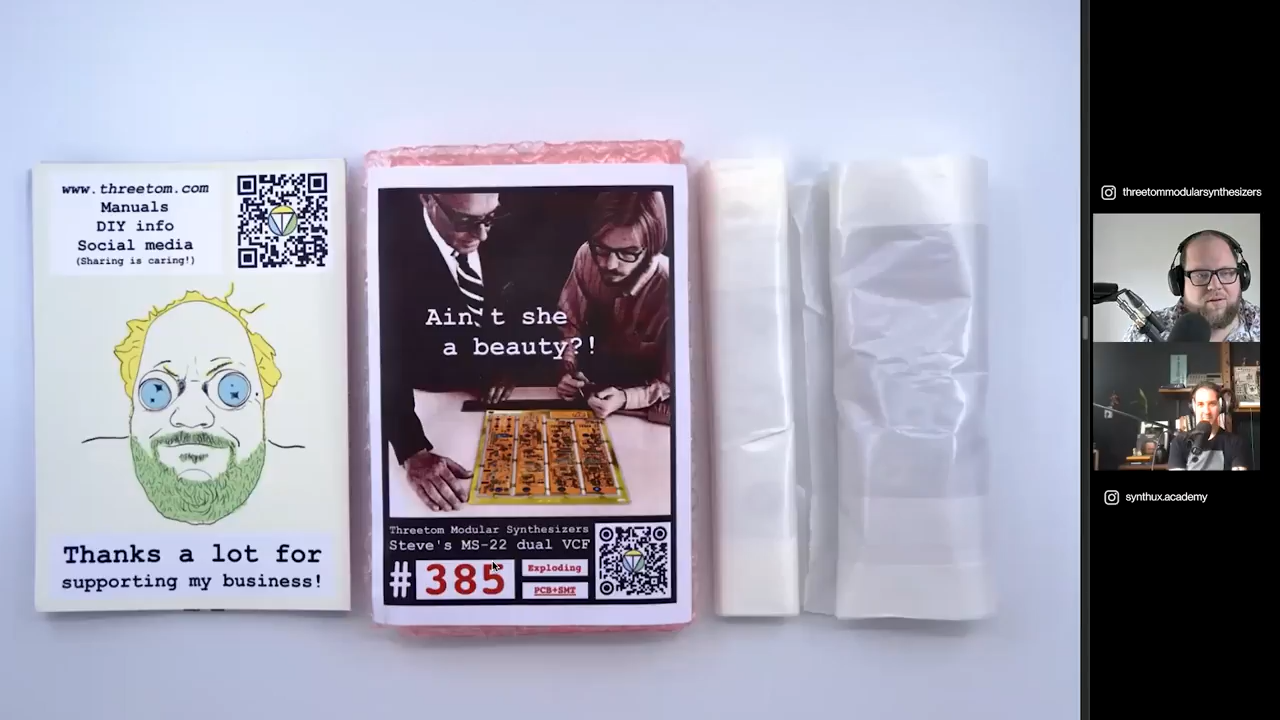 www.threetom.com
Manuals
DIY info
Social media
(Sharing is caring!)
Thanks a lot for
supporting my business!
Ain't she
a beauty?!
Threetom Modular Synthesizers
Steve's MS-22 dual VCF
#385
Exploding
PCB+SMT
threetommodularsynthesizers
synthux.academy